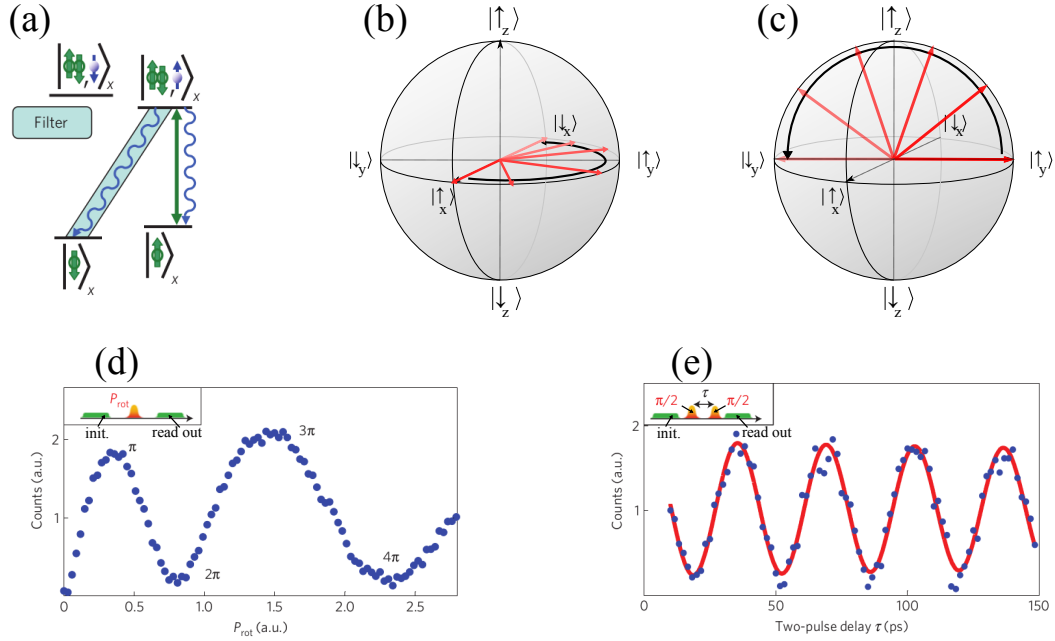 (a)
| , ⟩x
| , ⟩x
Filter
| ⟩x
| ⟩x
(b)
|↑z⟩
|↓x⟩
|↓y⟩
|↑y⟩
|↑x⟩
|↓z⟩
(c)
|↑z⟩
|↓x⟩
|↓y⟩
|↑y⟩
|↑x⟩
|↓z⟩
(d)
Prot
init.
read out
π
2π
3π
4π
Counts (a.u.)
2
1
0
0.5
1.0
1.5
2.0
2.5
Prot (a.u.)
(e)
π/2 τ π/2
init.
read out
Counts (a.u.)
2
1
0
50
100
150
Two-pulse delay τ (ps)